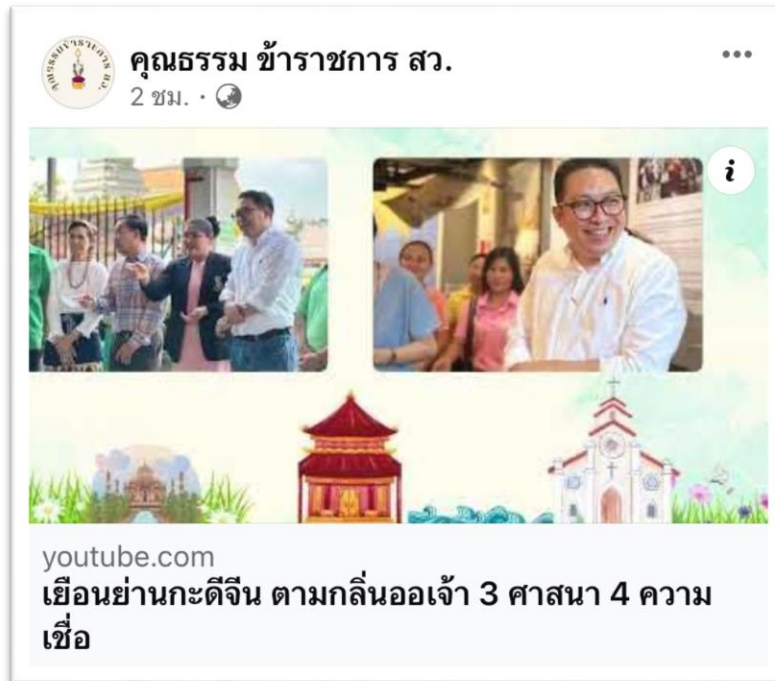 คุณธรรม ข้าราชการ สว.
2 ชม. ·
youtube.com
เยือนย่านกะดีจีน ตามกลิ่นออเจ้า 3 ศาสนา 4 ความ
เชื่อ